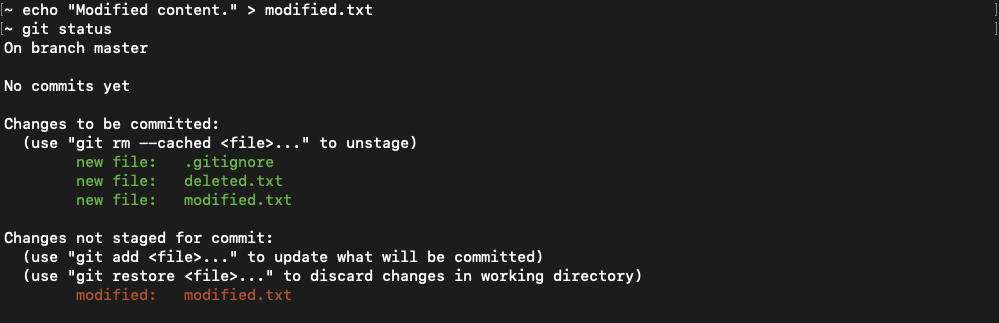 [~ echo "Modified content." > modified.txt ]
[~ git status ]
On branch master
No commits yet
Changes to be committed:
(use "git rm --cached <file>..." to unstage)
new file: .gitignore
new file: deleted.txt
new file: modified.txt
Changes not staged for commit:
(use "git add <file>..." to update what will be committed)
(use "git restore <file>..." to discard changes in working directory)
modified: modified.txt